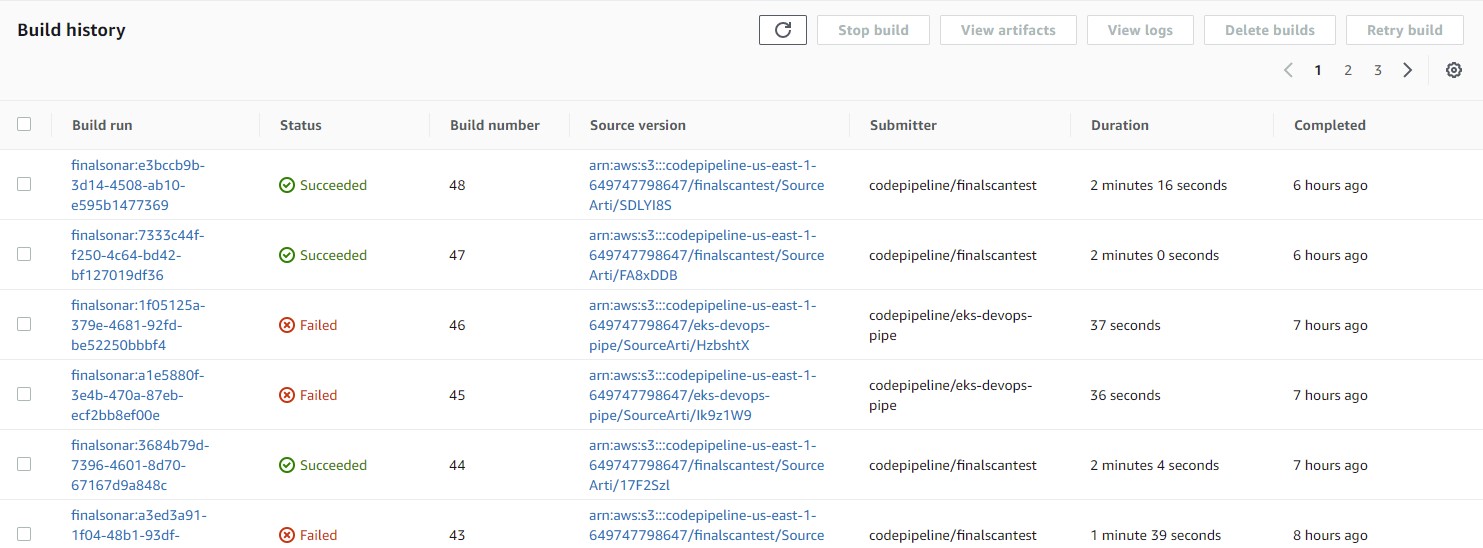 Build history
Stop build
View artifacts
View logs
Delete builds
Retry build
1 2 3
Build run Status Build number Source version Submitter Duration Completed
finalsonar:e3bccb9b-
3d14-4508-ab10-
e595b1477369
Succeeded
48
arn:aws:s3:::codepipeline-us-east-1-
649747798647/finalscantest/Source
Arti/SDLYI8S
codepipeline/finalscantest
2 minutes 16 seconds
6 hours ago
finalsonar:7333c44f-
f250-4c64-bd42-
bf127019df36
Succeeded
47
arn:aws:s3:::codepipeline-us-east-1-
649747798647/finalscantest/Source
Arti/FA8xDDB
codepipeline/finalscantest
2 minutes 0 seconds
6 hours ago
finalsonar:1f05125a-
379e-4681-92fd-
be52250bbbf4
Failed
46
arn:aws:s3:::codepipeline-us-east-1-
649747798647/eks-devops-
pipe/SourceArti/HzbshtX
codepipeline/eks-devops-
pipe
37 seconds
7 hours ago
finalsonar:a1e5880f-
3e4b-470a-87eb-
ecf2bb8ef00e
Failed
45
arn:aws:s3:::codepipeline-us-east-1-
649747798647/eks-devops-
pipe/SourceArti/Ik9z1W9
codepipeline/eks-devops-
pipe
36 seconds
7 hours ago
finalsonar:3684b79d-
7396-4601-8d70-
67167d9a848c
Succeeded
44
arn:aws:s3:::codepipeline-us-east-1-
649747798647/finalscantest/Source
Arti/17F2Szl
codepipeline/finalscantest
2 minutes 4 seconds
7 hours ago
finalsonar:a3ed3a91-
1f04-48b1-93df-
Failed
43
arn:aws:s3:::codepipeline-us-east-1-
649747798647/finalscantest/Source
codepipeline/finalscantest
1 minute 39 seconds
8 hours ago